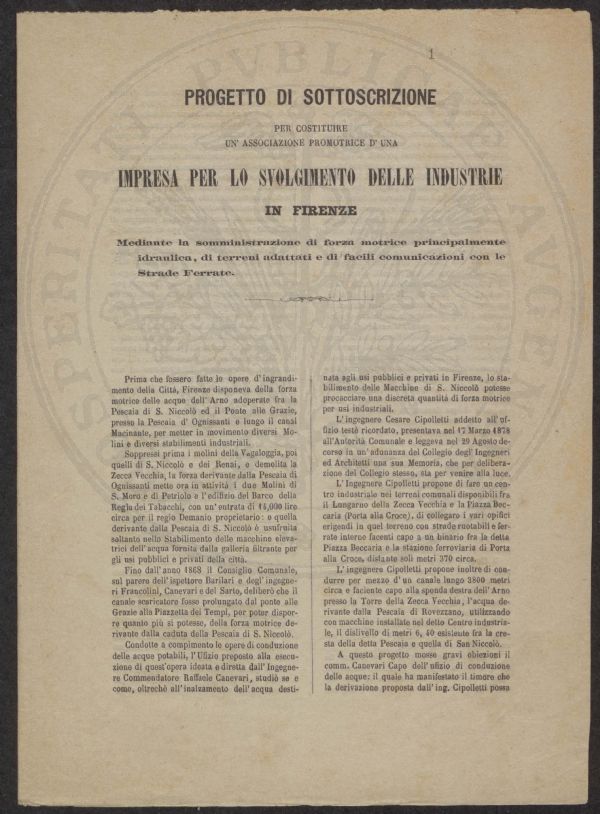 1
PROGETTO DI SOTTOSCRIZIONE
PER COSTITUIRE
UN' ASSOCIAZIONE PROMOTRICE D' UNA
IMPRESA PER LO SVOLGIMENTO DELLE INDUSTRIE
IN FIRENZE
Mediante la somministrazione di forza motrice principalmente
idraulica, di terreni adattati e di facili comunicazioni con le
Strade Ferrate.
Prima che fossero fatte le opere d' ingrandi-
mento della Città, Firenze disponeva della forza
motrice delle acque dell' Arno adoperate fra la
Pescaia di S. Niccolò ed il Ponte alle Grazie,
presso la Pescaia d' Ognissanti e lungo il canal
Macinante, per metter in movimento diversi Mo-
lini e diversi stabilimenti industriali.
Soppressi prima i molini della Vagaloggia, poi
quelli di S. Niccolò e dei Renai, e demolita la
Zecca Vecchia, la forza derivante dalla Pescaia di
Ognissanti mette ora in attività i due Molini di
S. Moro e di Petriolo e l'edifizio del Barco della
Regìa dei Tabacchi, con un'entrata di 14,000 lire
circa per il regio Demanio proprietario: e quella
derivante dalla Pescaia di S. Niccolò è usufruita
soltanto nello Stabilimento delle macchine eleva-
trici dell'acqua fornita dalla galleria filtrante per
gli usi pubblici e privati della città.
Fino dall'anno 1868 il Consiglio Comunale,
sul parere dell'ispettore Barilari e degl'ingegne-
ri Francolini, Canevari e del Sarto, deliberò che il
canale scaricatore fosse prolungato dal ponte alle
Grazie alla Piazzetta dei Tempi, per poter dispor-
re quanto più si potesse, della forza motrice de-
rivante dalla caduta della Pescaia di S. Niccolò.
Condotte a compimento le opere di conduzione
delle acque potabili, l'Ufizio preposto alla esecu-
zione di quest'opera ideata e diretta dall' Ingegne-
re Commendatore Raffaele Canevari, studiò se e
come, oltrechè all'inalzamento dell'acqua desti-
nata agli usi pubblici e privati in Firenze, lo sta-
bilimento delle Macchine di S. Niccolò potesse
procacciare una discreta quantità di forza motrice
per usi industriali.
L'ingegnere Cesare Cipolletti addetto all'uf-
fizio testè ricordato, presentava nel 17 Marzo 1878
all'Autorità Comunale e leggeva nel 29 Agosto de-
corso in un'adunanza del Collegio degl'Ingegneri
ed Architetti una sua Memoria, che per delibera-
zione del Collegio stesso, sta per venire alla luce.
L'Ingegnere Cipolletti propone di fare un cen-
tro industriale nei terreni comunali disponibili fra
il Lungarno della Zecca Vecchia e la Piazza Bec-
caria (Porta alla Croce), di collegare i vari opifici
erigendi in quel terreno con strade ruotabili e fer-
rate interne facenti capo a un binario fra la detta
Piazza Beccaria e la stazione ferroviaria di Porta
alla Croce, distante soli metri 370 circa.
L'ingegnere Cipolletti propone inoltre di con-
durre per mezzo d'un canale lungo 3800 metri
circa e faciente capo alla sponda destra dell'Arno
presso la Torre della Zecca Vecchia, l'acqua de-
rivante dalla Pescaia di Rovezzano, utilizzando
con macchine installate nel detto Centro industria-
le, il dislivello di metri 6, 40 esistente fra la cre-
sta della detta Pescaia e quella di San Niccolò.
A questo progetto mosse gravi obiezioni il
comm. Canevari Capo dell'ufizio di conduzione
delle acque: il quale ha manifestato il timore che
la derivazione proposta dall'ing. Cipolletti possa